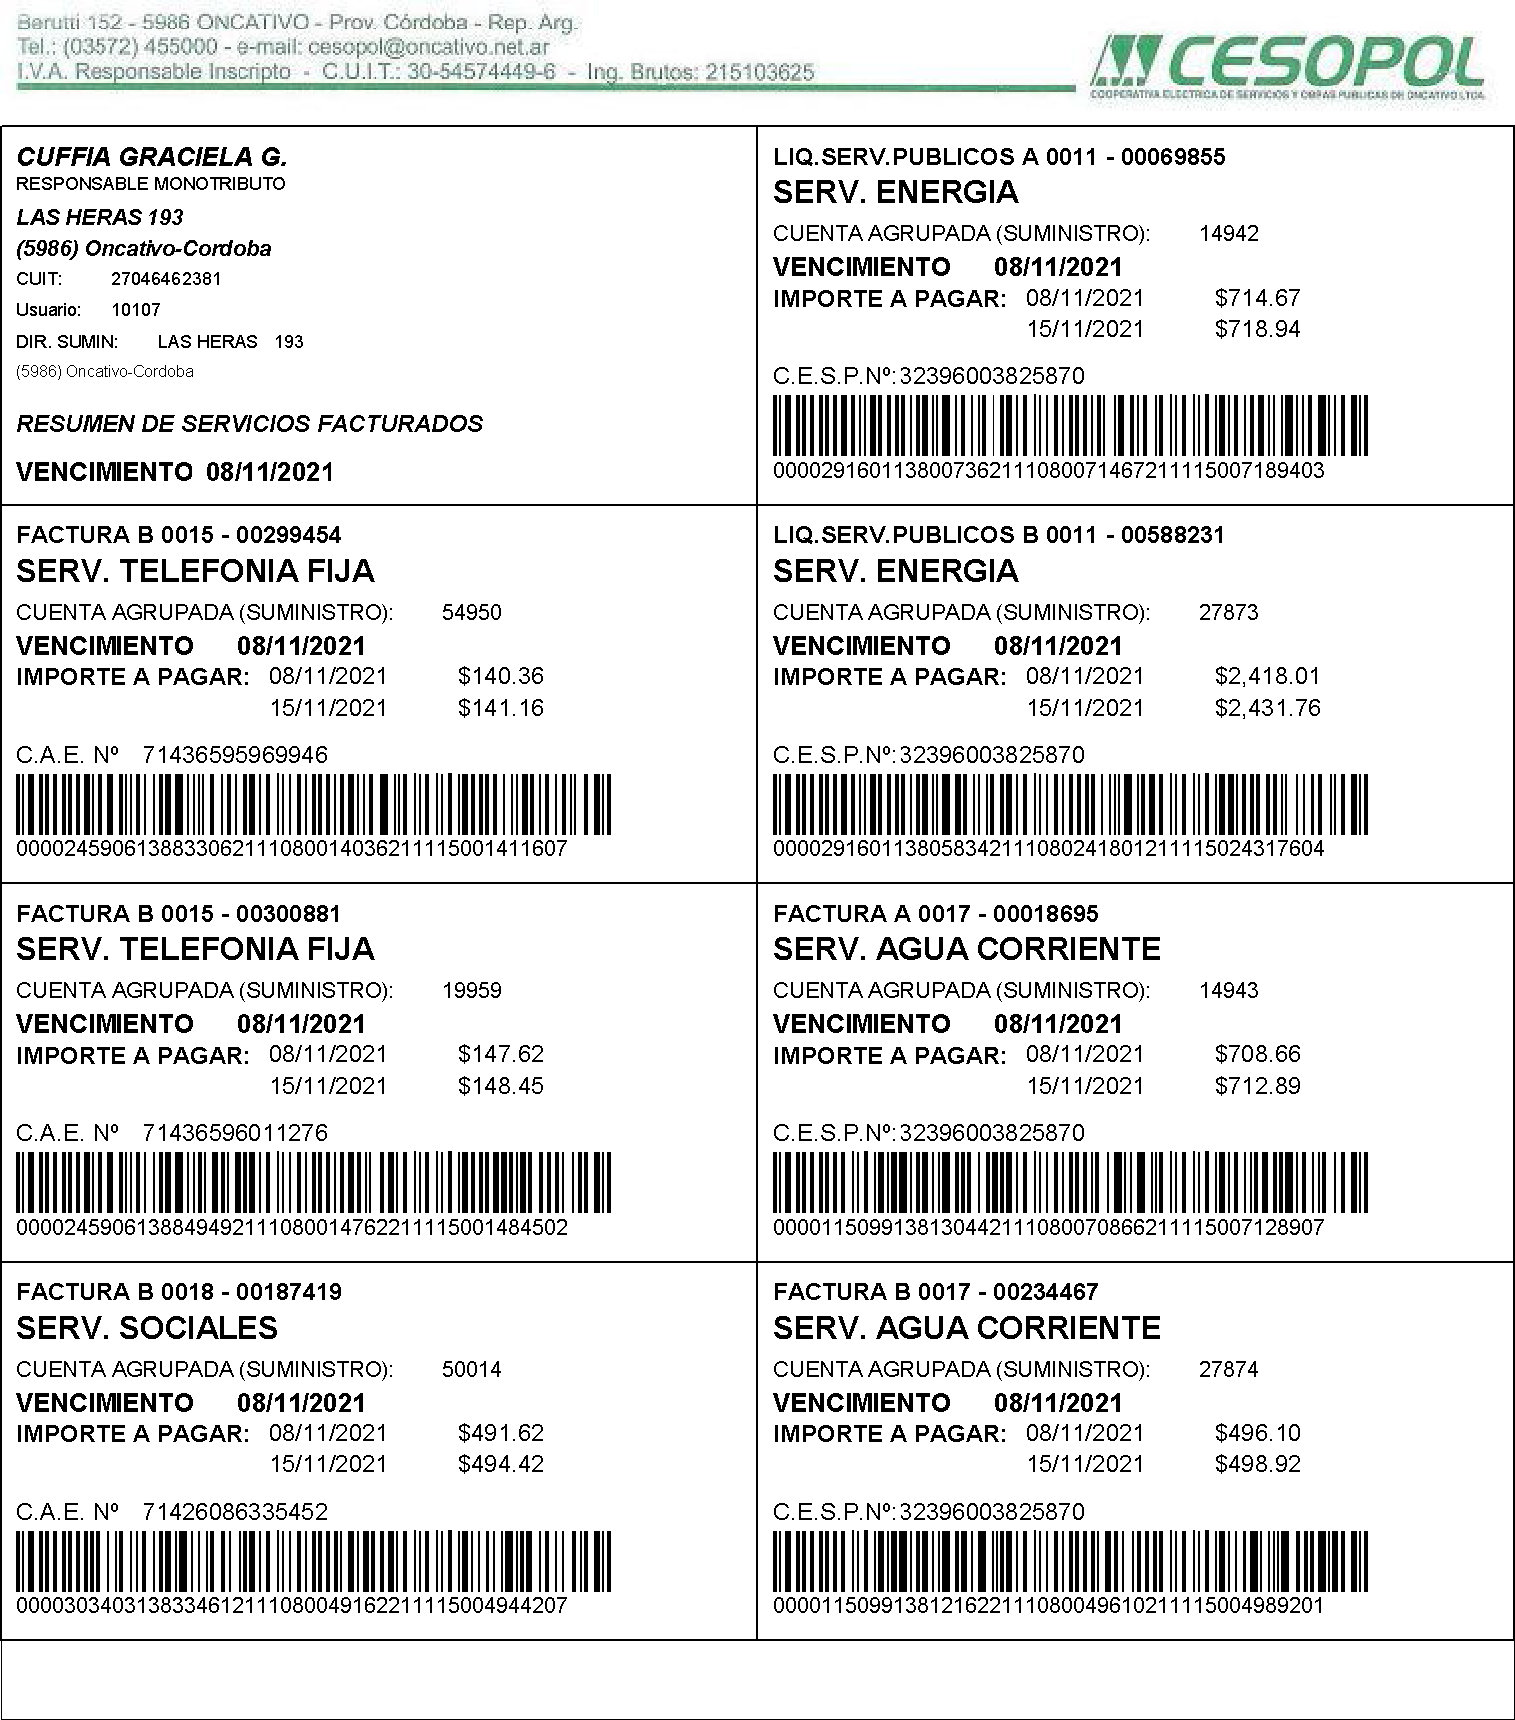 Berutti 152 - 5986 ONCATIVO - Prov. Córdoba - Rep. Arg.
Tel.: (03572) 455000 - e-mail: cesopol@oncativo.net.ar
I.V.A. Responsable Inscripto - C.U.I.T.: 30-54574449-6 - Ing. Brutos: 215103625
CESOPOL
COOPERATIVA ELECTRICA DE SERVICIOS Y OBRAS PUBLICAS DE ONCATIVO LTDA.
CUFFIA GRACIELA G.
RESPONSABLE MONOTRIBUTO
LAS HERAS 193
(5986) Oncativo-Cordoba
CUIT: 27046462381
Usuario: 10107
DIR. SUMIN: LAS HERAS 193
(5986) Oncativo-Cordoba
RESUMEN DE SERVICIOS FACTURADOS
VENCIMIENTO 08/11/2021
LIQ.SERV.PUBLICOS A 0011 - 00069855
SERV. ENERGIA
CUENTA AGRUPADA (SUMINISTRO): 14942
VENCIMIENTO 08/11/2021
IMPORTE A PAGAR: 08/11/2021 $714.67
15/11/2021 $718.94
C.E.S.P.Nº: 32396003825870
00002916011380073621110800714672111150071 89403
FACTURA B 0015 - 00299454
SERV. TELEFONIA FIJA
CUENTA AGRUPADA (SUMINISTRO): 54950
VENCIMIENTO 08/11/2021
IMPORTE A PAGAR: 08/11/2021 $140.36
15/11/2021 $141.16
C.A.E. Nº 71436595969946
0000245906138833062111080014036211115001411607
LIQ.SERV.PUBLICOS B 0011 - 00588231
SERV. ENERGIA
CUENTA AGRUPADA (SUMINISTRO): 27873
VENCIMIENTO 08/11/2021
IMPORTE A PAGAR: 08/11/2021 $2,418.01
15/11/2021 $2,431.76
C.E.S.P.Nº: 32396003825870
0000291601138058342111080241801211115024317604
FACTURA B 0015 - 00300881
SERV. TELEFONIA FIJA
CUENTA AGRUPADA (SUMINISTRO): 19959
VENCIMIENTO 08/11/2021
IMPORTE A PAGAR: 08/11/2021 $147.62
15/11/2021 $148.45
C.A.E. Nº 71436596011276
0000245906138849492111080014762211115001484502
FACTURA A 0017 - 00018695
SERV. AGUA CORRIENTE
CUENTA AGRUPADA (SUMINISTRO): 14943
VENCIMIENTO 08/11/2021
IMPORTE A PAGAR: 08/11/2021 $708.66
15/11/2021 $712.89
C.E.S.P.Nº: 32396003825870
0000115099138130442111080070866211115007128907
FACTURA B 0018 - 00187419
SERV. SOCIALES
CUENTA AGRUPADA (SUMINISTRO): 50014
VENCIMIENTO 08/11/2021
IMPORTE A PAGAR: 08/11/2021 $491.62
15/11/2021 $494.42
C.A.E. Nº 71426086335452
0000303403138334612111080049162211115004944207
FACTURA B 0017 - 00234467
SERV. AGUA CORRIENTE
CUENTA AGRUPADA (SUMINISTRO): 27874
VENCIMIENTO 08/11/2021
IMPORTE A PAGAR: 08/11/2021 $496.10
15/11/2021 $498.92
C.E.S.P.Nº: 32396003825870
0000115099138121622111080049610211115004989201